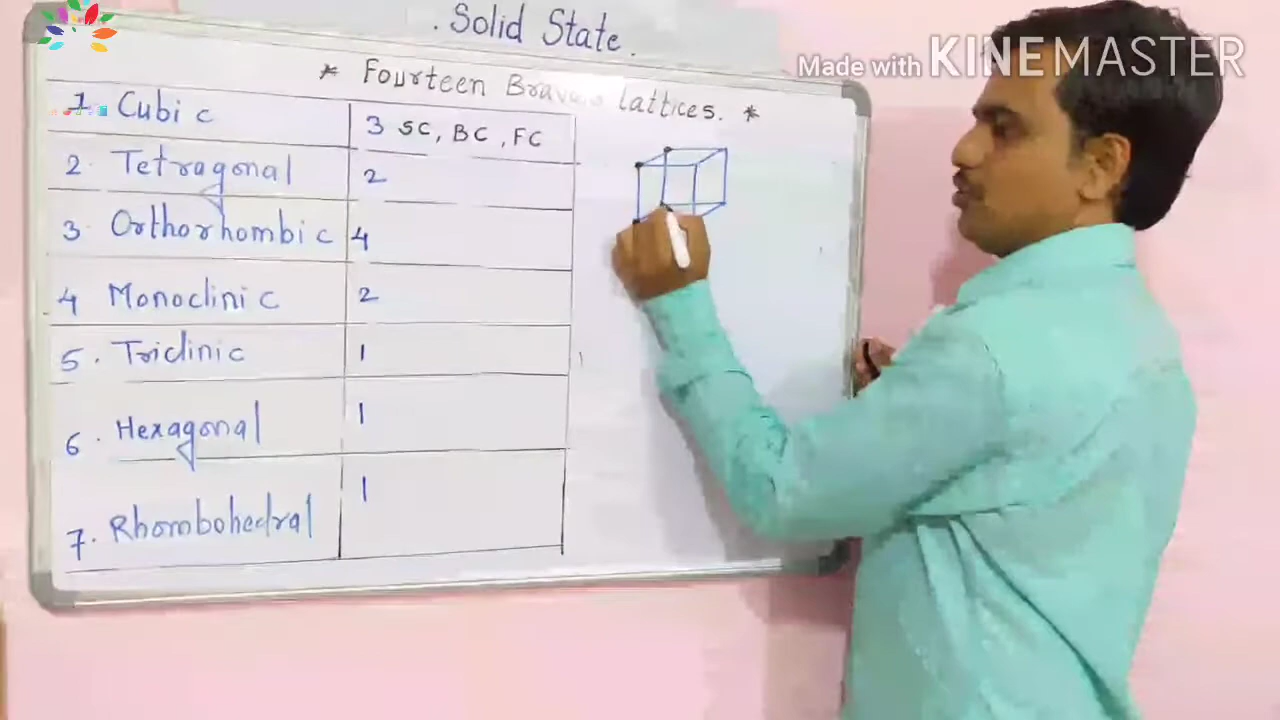 . Solid State .
Made with KINEMASTER
* Fourteen Bravais lattices. *
1. Cubic 3 SC, BC, FC
2. Tetragonal 2
3. Orthorhombic 4
4 Monoclinic 2
5. Triclinic 1
6. Hexagonal 1
7. Rhombohedral 1